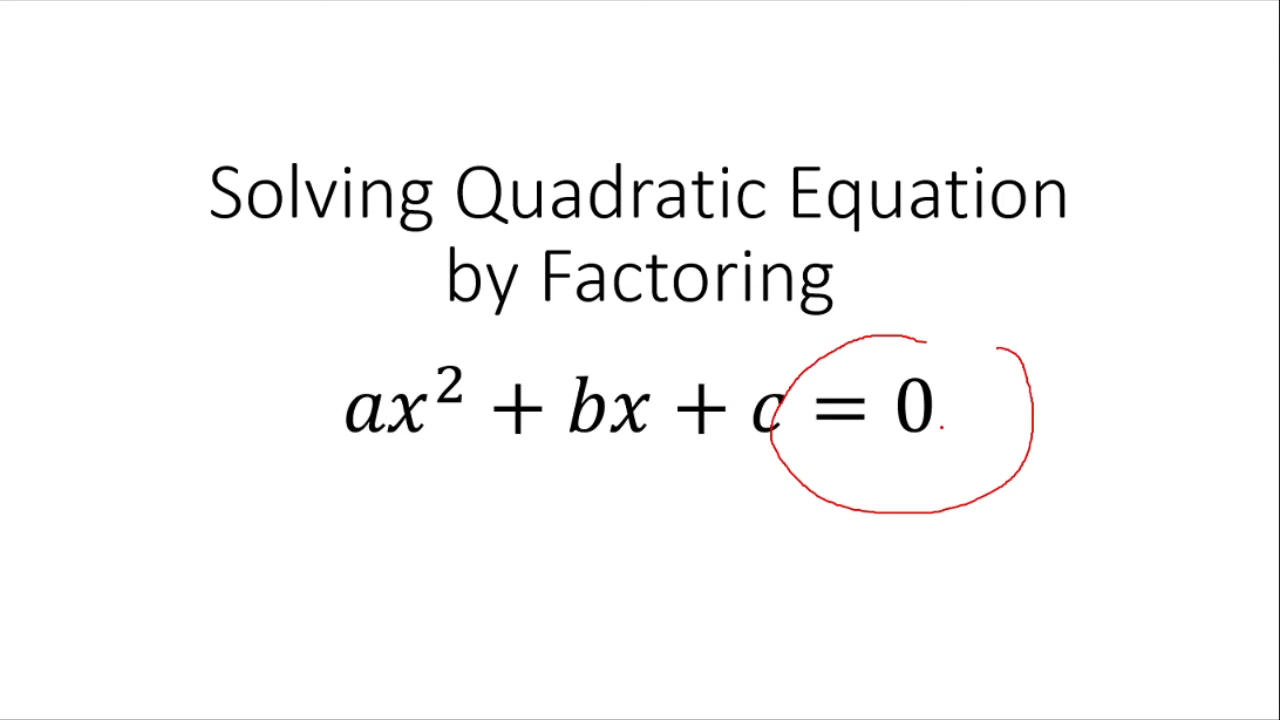 Solving Quadratic Equation
by Factoring
𝑎𝑥² + 𝑏𝑥 + 𝑐 = 0